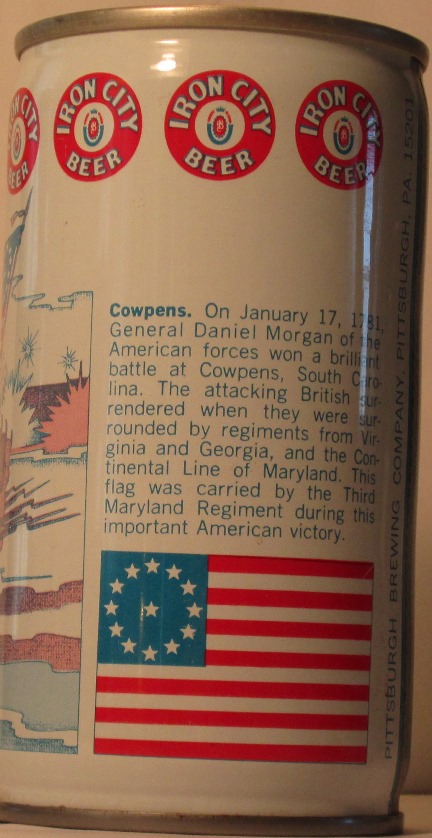 IRON CITY BEER
IRON CITY BEER
IRON CITY BEER
IRON CITY BEER
Cowpens. On January 17, 1781,
General Daniel Morgan of the
American forces won a brilliant
battle at Cowpens, South Caro-
lina. The attacking British sur-
rendered when they were sur-
rounded by regiments from Vir-
ginia and Georgia, and the Con-
tinental Line of Maryland. This
flag was carried by the Third
Maryland Regiment during this
important American victory.
PITTSBURGH BREWING COMPANY, PITTSBURGH, PA. 15201